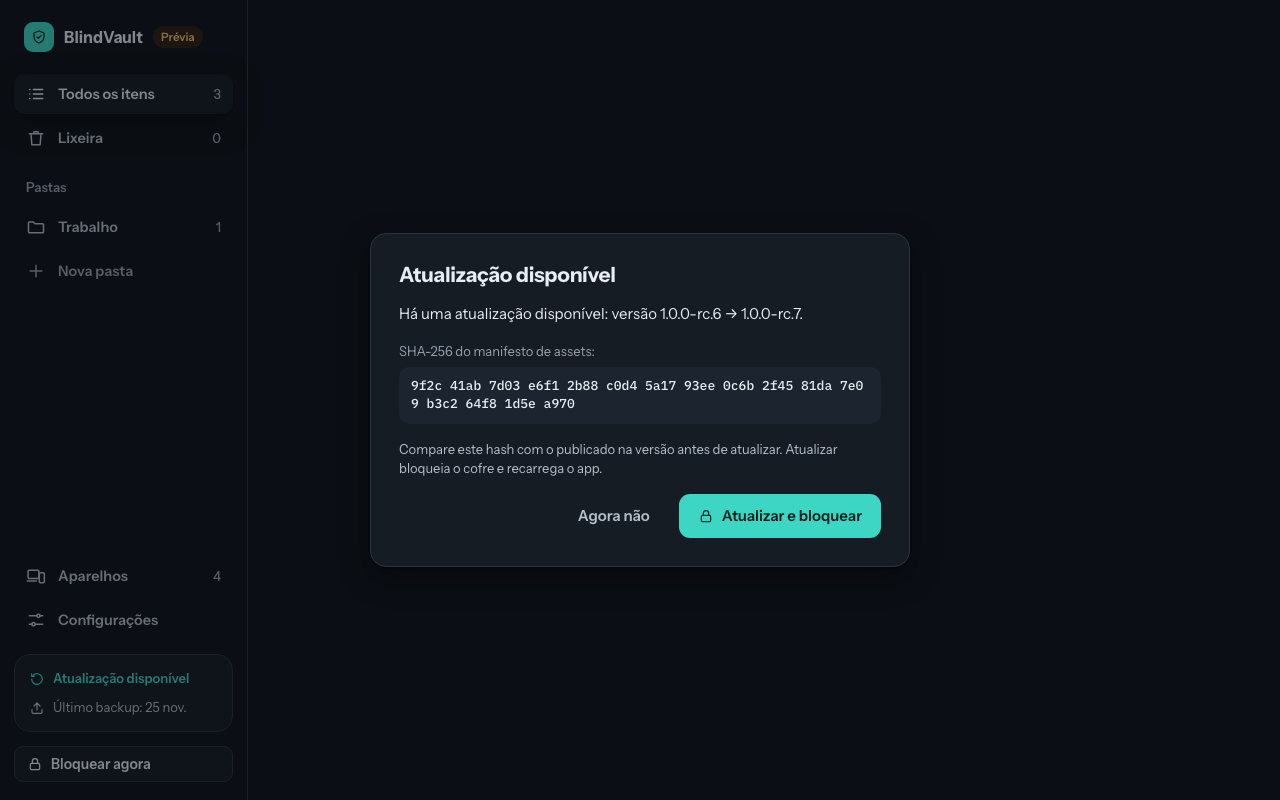 BlindVault Prévia
Todos os itens 3
Lixeira 0
Pastas
Trabalho 1
Nova pasta
Atualização disponível
Há uma atualização disponível: versão 1.0.0-rc.6 → 1.0.0-rc.7.
SHA-256 do manifesto de assets:
9f2c 41ab 7d03 e6f1 2b88 c0d4 5a17 93ee 0c6b 2f45 81da 7e0
9 b3c2 64f8 1d5e a970
Compare este hash com o publicado na versão antes de atualizar. Atualizar
bloqueia o cofre e recarrega o app.
Agora não
Atualizar e bloquear
Aparelhos 4
Configurações
Atualização disponível
Último backup: 25 nov.
Bloquear agora